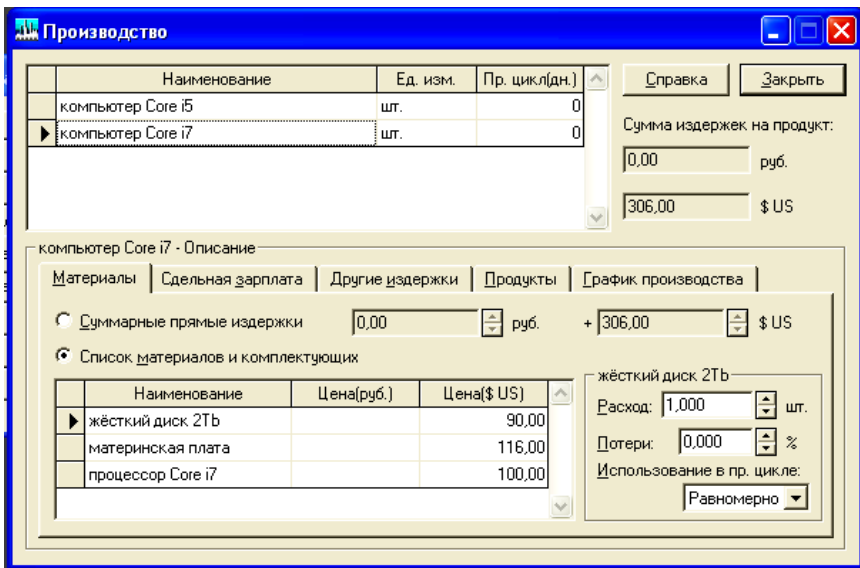 Производство
Наименование Ед. изм. Пр. цикл(дн.)
компьютер Core i5 шт. 0
компьютер Core i7 шт. 0
Справка Закрыть
Сумма издержек на продукт:
0,00 руб.
306,00 $ US
компьютер Core i7 - Описание
Материалы Сдельная зарплата Другие издержки Продукты График производства
Суммарные прямые издержки 0,00 руб. + 306,00 $ US
Список материалов и комплектующих
Наименование Цена(руб.) Цена($ US)
жёсткий диск 2Tb 90,00
материнская плата 116,00
процессор Core i7 100,00
жёсткий диск 2Tb
Расход: 1,000 шт.
Потери: 0,000 %
Использование в пр. цикле:
Равномерно